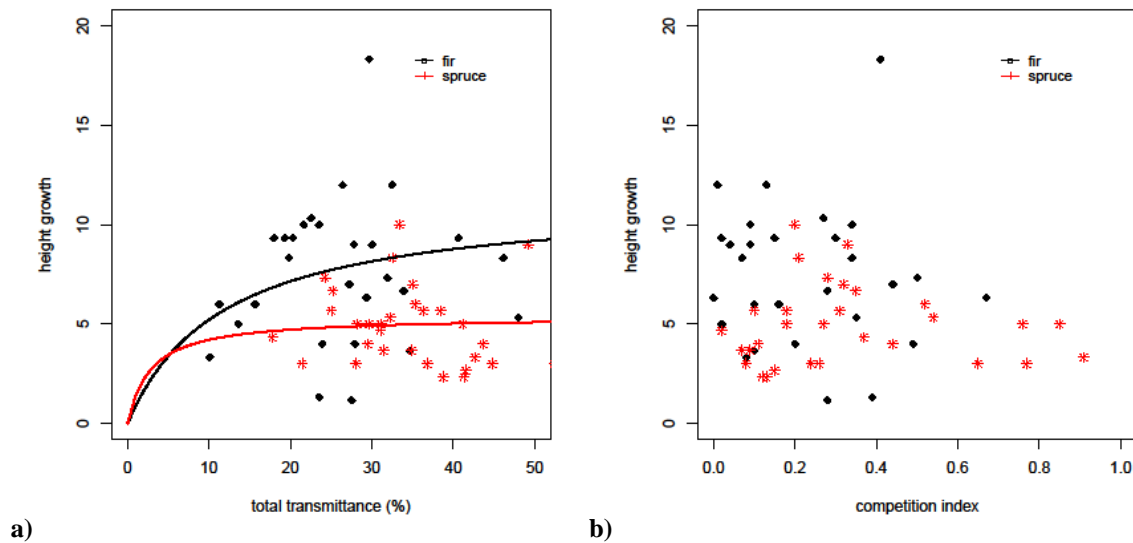 20
15
10
5
0
height growth
fir
spruce
0 10 20 30 40 50
total transmittance (%)
a)
20
15
10
5
0
height growth
fir
spruce
0.0 0.2 0.4 0.6 0.8 1.0
competition index
b)